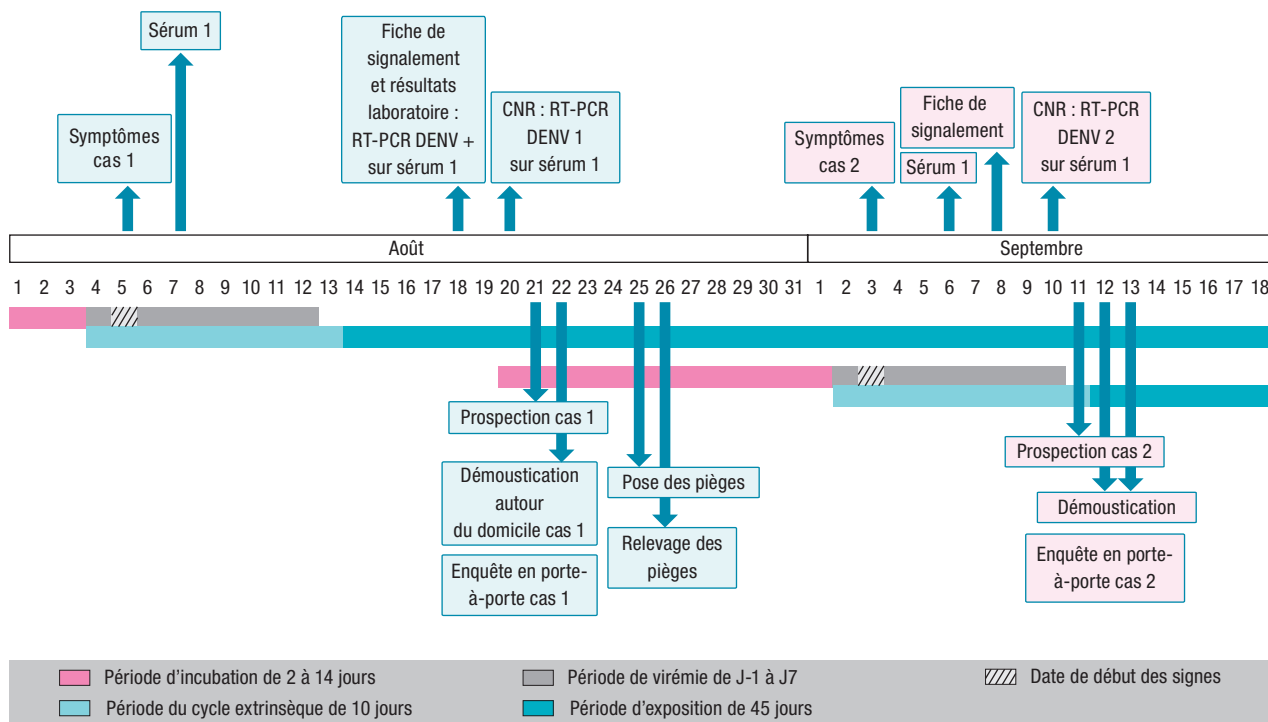 Sérum 1
Symptômes
cas 1
Fiche de
signalement
et résultats
laboratoire :
RT-PCR DENV +
sur sérum 1
CNR : RT-PCR
DENV 1
sur sérum 1
Symptômes
cas 2
Fiche de
signalement
Sérum 1
CNR : RT-PCR
DENV 2
sur sérum 1
Août
Septembre
1 2 3 4 5 6 7 8 9 10 11 12 13 14 15 16 17 18 19 20 21 22 23 24 25 26 27 28 29 30 31 1 2 3 4 5 6 7 8 9 10 11 12 13 14 15 16 17 18
Prospection cas 1
Démoustication
autour
du domicile cas 1
Enquête en porte-
à-porte cas 1
Pose des pièges
Relevage des
pièges
Prospection cas 2
Démoustication
Enquête en porte-
à-porte cas 2
Période d'incubation de 2 à 14 jours
Période de virémie de J-1 à J7
Date de début des signes
Période du cycle extrinsèque de 10 jours
Période d'exposition de 45 jours